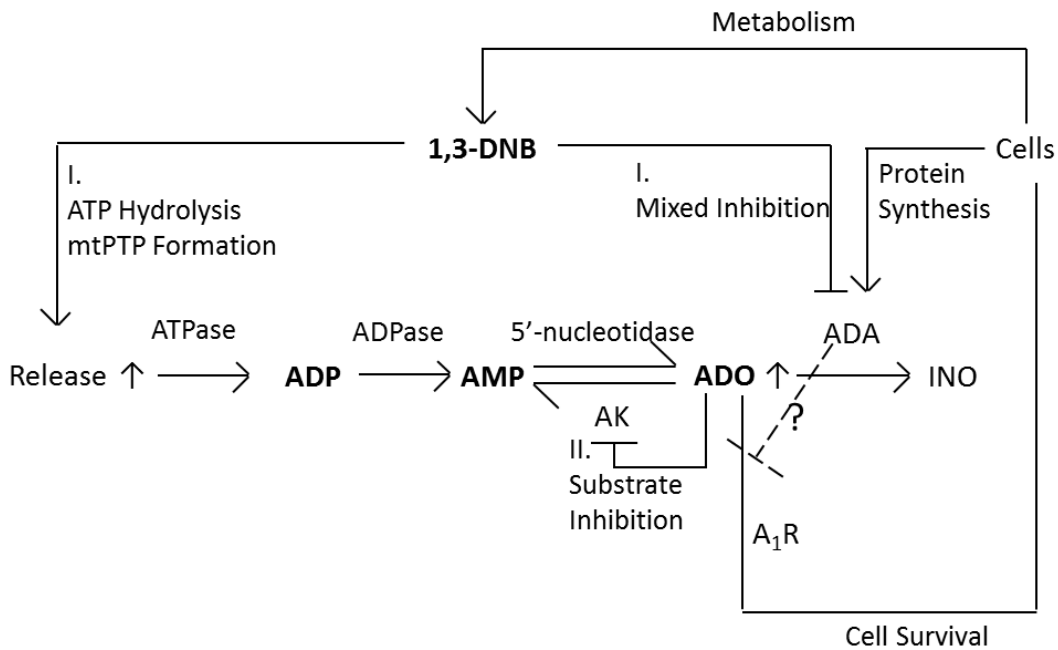 Metabolism
1,3-DNB
Cells
I.
ATP Hydrolysis
mtPTP Formation
I.
Mixed Inhibition
Protein
Synthesis
ATPase
ADPase
5′-nucleotidase
ADA
Release ↑
ADP
AMP
ADO ↑
INO
AK
?
II.
Substrate
Inhibition
A₁R
Cell Survival